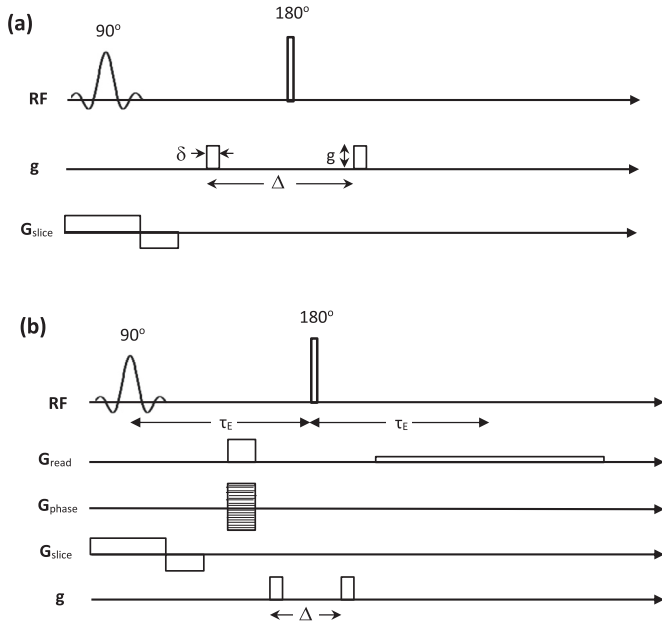 (a)
90°
180°
RF
g
δ
g
Δ
Gslice
(b)
90°
180°
RF
τE
τE
Gread
Gphase
Gslice
g
Δ